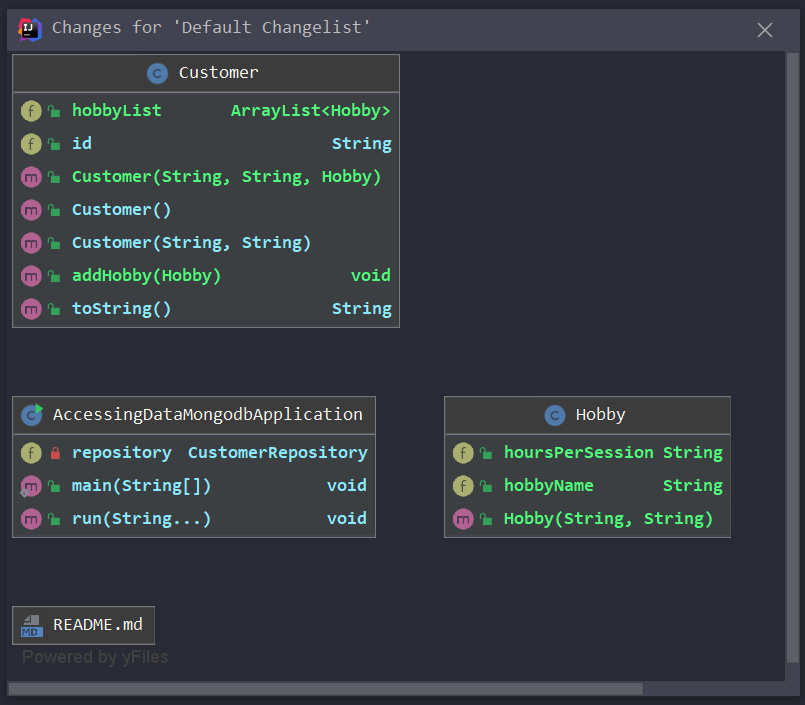 Changes for 'Default Changelist'
Customer
hobbyList ArrayList<Hobby>
id String
Customer(String, String, Hobby)
Customer()
Customer(String, String)
addHobby(Hobby) void
toString() String
AccessingDataMongodbApplication
repository CustomerRepository
main(String[]) void
run(String...) void
Hobby
hoursPerSession String
hobbyName String
Hobby(String, String)
README.md
Powered by yFiles